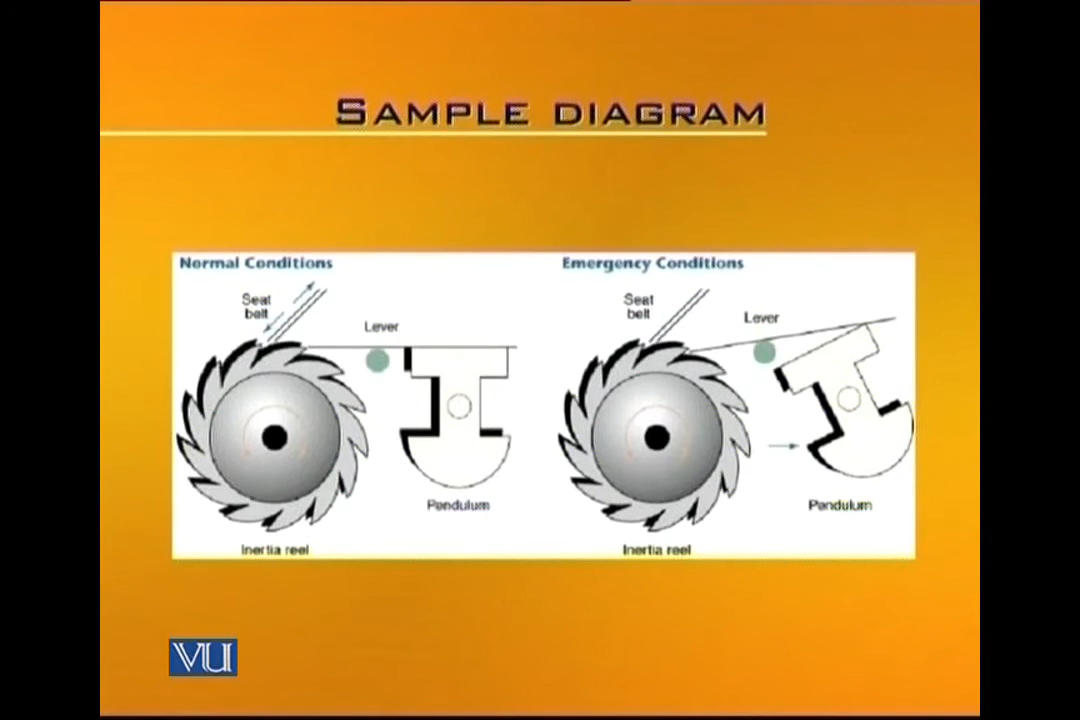 SAMPLE DIAGRAM
Normal Conditions
Seat
belt
Lever
Pendulum
Inertia reel
Emergency Conditions
Seat
belt
Lever
Pendulum
Inertia reel
VU